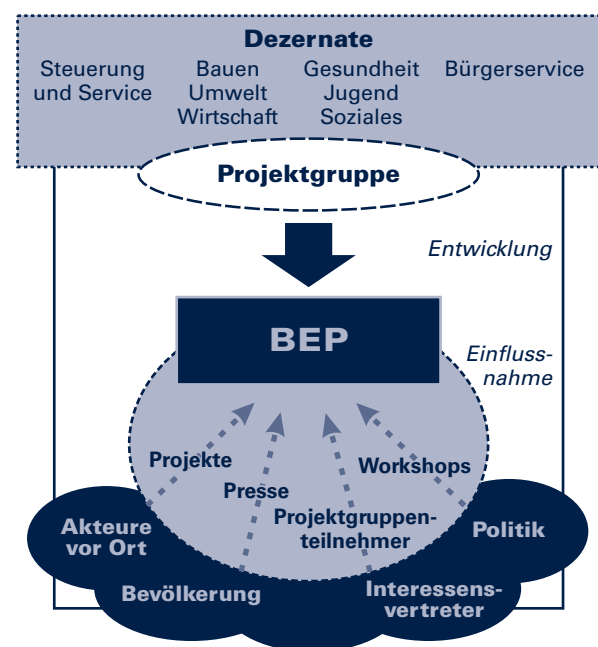 Dezernate
Steuerung
und Service
Bauen
Umwelt
Wirtschaft
Gesundheit
Jugend
Soziales
Bürgerservice
Projektgruppe
Entwicklung
BEP
Einfluss-
nahme
Projekte
Presse
Projektgruppen-
teilnehmer
Workshops
Akteure
vor Ort
Bevölkerung
Interessens-
vertreter
Politik